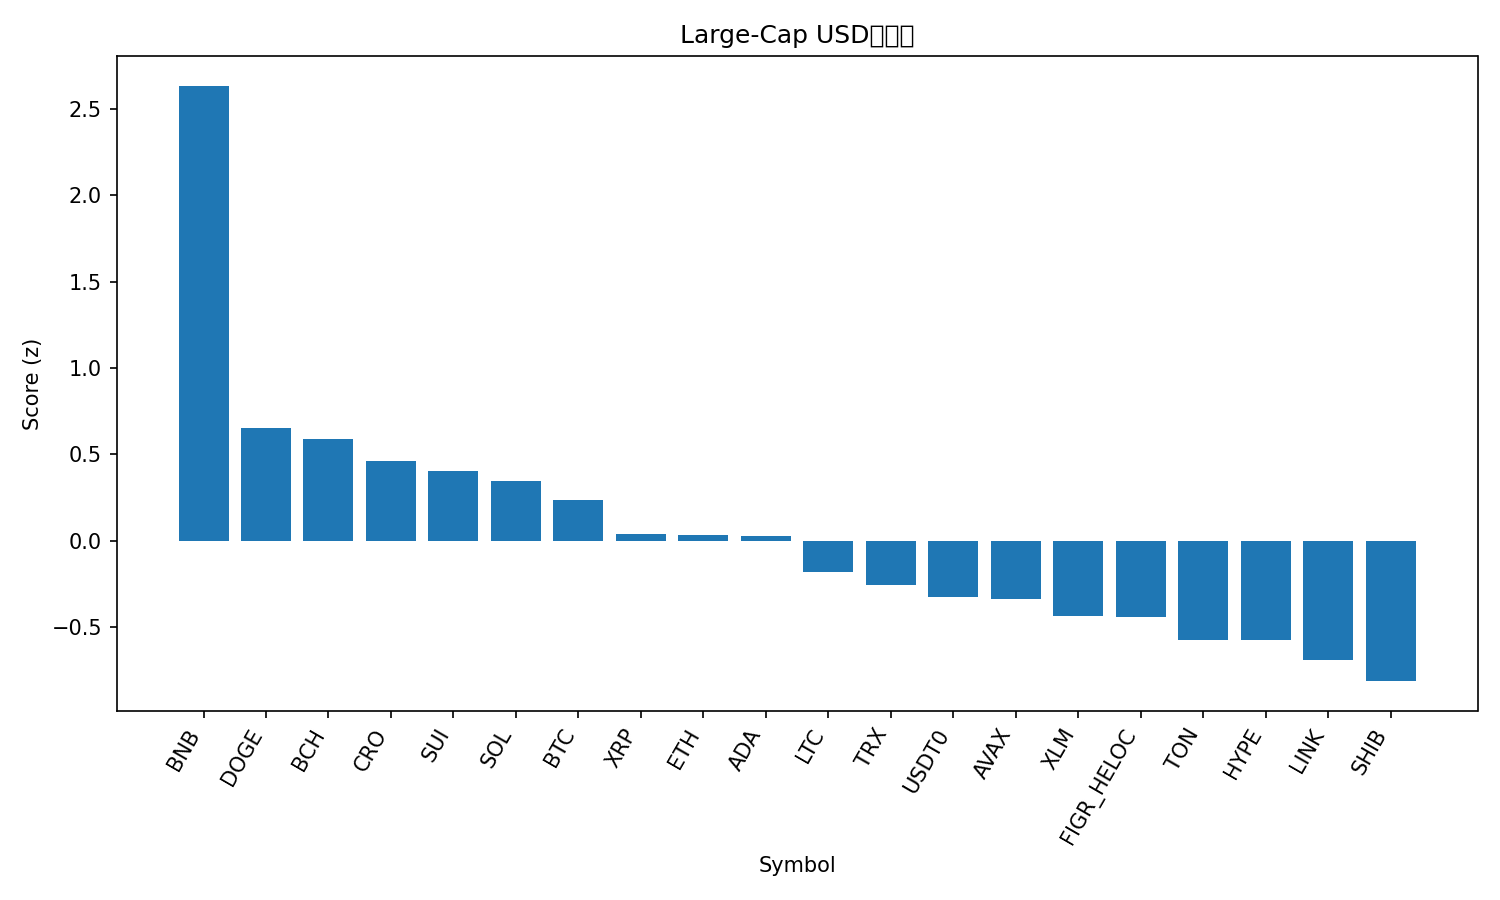 Large-Cap USD
Score (z)
2.5
2.0
1.5
1.0
0.5
0.0
−0.5
BNB
DOGE
BCH
CRO
SUI
SOL
BTC
XRP
ETH
ADA
LTC
TRX
USDT0
AVAX
XLM
FIGR_HELOC
TON
HYPE
LINK
SHIB
Symbol